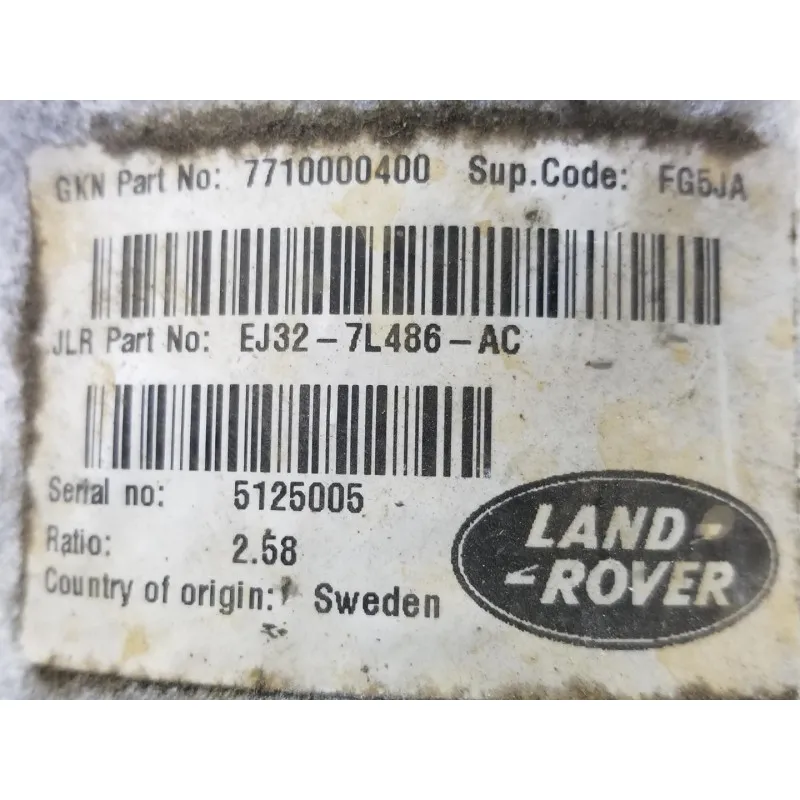 GKN Part No: 7710000400 Sup.Code: FG5JA
JLR Part No: EJ32-7L486-AC
Serial no: 5125005
Ratio: 2.58
Country of origin: Sweden
LAND-
-ROVER